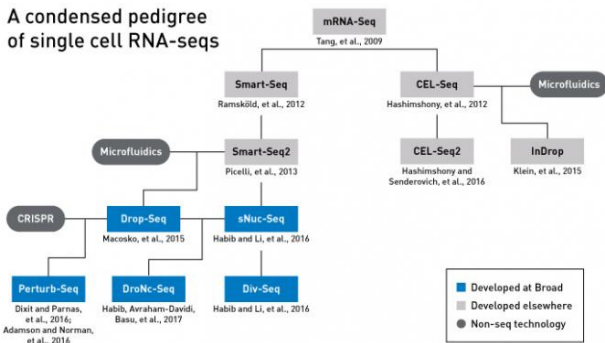 A condensed pedigree
of single cell RNA-seqs
mRNA-Seq
Tang, et al., 2009
Smart-Seq
Ramsköld, et al., 2012
CEL-Seq
Hashimshony, et al., 2012
Microfluidics
Microfluidics
Smart-Seq2
Picelli, et al., 2013
CEL-Seq2
Hashimshony and
Senderovich, et al., 2016
InDrop
Klein, et al., 2015
CRISPR
Drop-Seq
Macosko, et al., 2015
sNuc-Seq
Habib and Li, et al., 2016
Perturb-Seq
Dixit and Parnas,
et al., 2016;
Adamson and Norman,
et al., 2016
DroNc-Seq
Habib, Avraham-Davidi,
Basu, et al., 2017
Div-Seq
Habib and Li, et al., 2016
Developed at Broad
Developed elsewhere
Non-seq technology